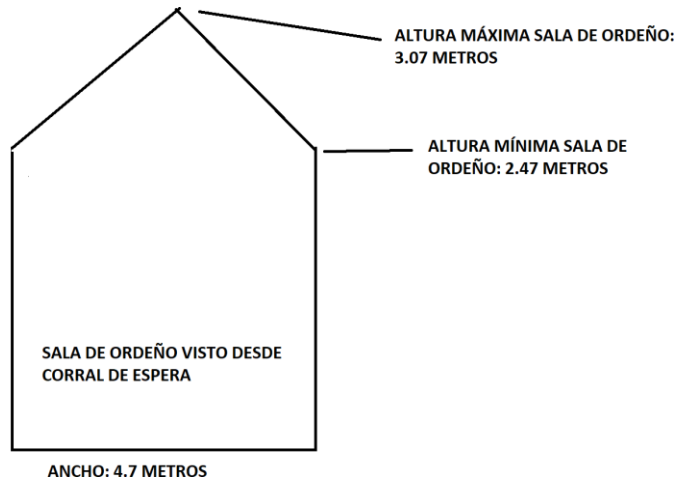 ALTURA MÁXIMA SALA DE ORDEÑO:
3.07 METROS
ALTURA MÍNIMA SALA DE
ORDEÑO: 2.47 METROS
SALA DE ORDEÑO VISTO DESDE
CORRAL DE ESPERA
ANCHO: 4.7 METROS